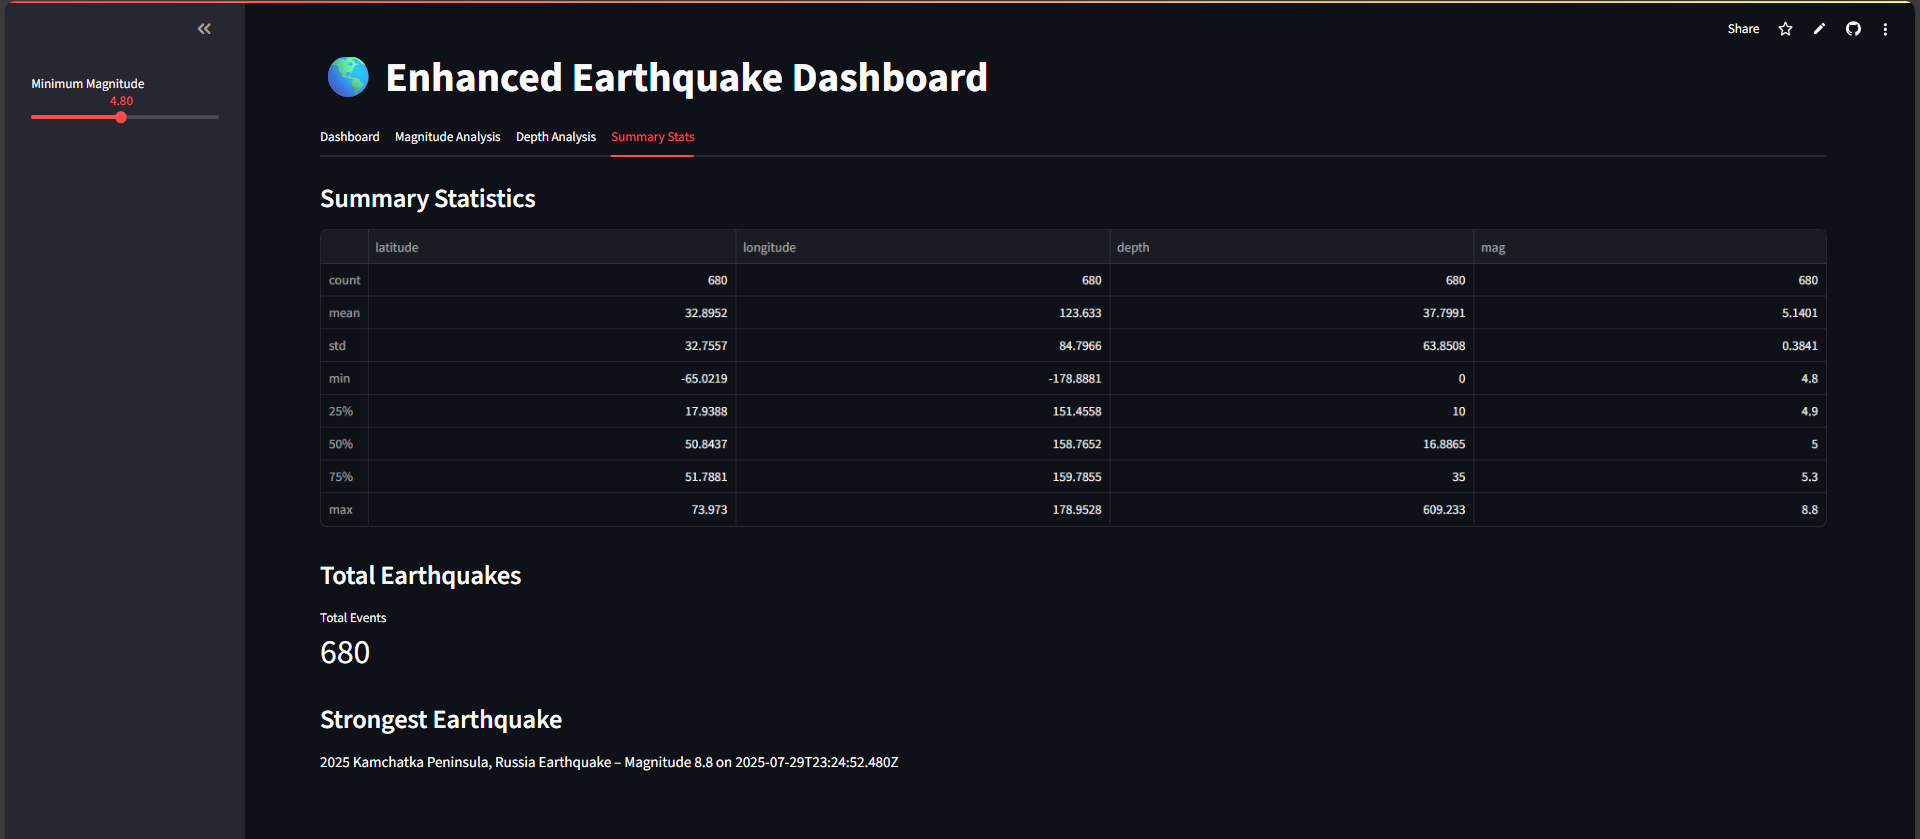 Share
Minimum Magnitude
4.80
Enhanced Earthquake Dashboard
Dashboard Magnitude Analysis Depth Analysis Summary Stats
Summary Statistics
latitude longitude depth mag
count 680 680 680 680
mean 32.8952 123.633 37.7991 5.1401
std 32.7557 84.7966 63.8508 0.3841
min -65.0219 -178.8881 0 4.8
25% 17.9388 151.4558 10 4.9
50% 50.8437 158.7652 16.8865 5
75% 51.7881 159.7855 35 5.3
max 73.973 178.9528 609.233 8.8
Total Earthquakes
Total Events
680
Strongest Earthquake
2025 Kamchatka Peninsula, Russia Earthquake – Magnitude 8.8 on 2025-07-29T23:24:52.480Z